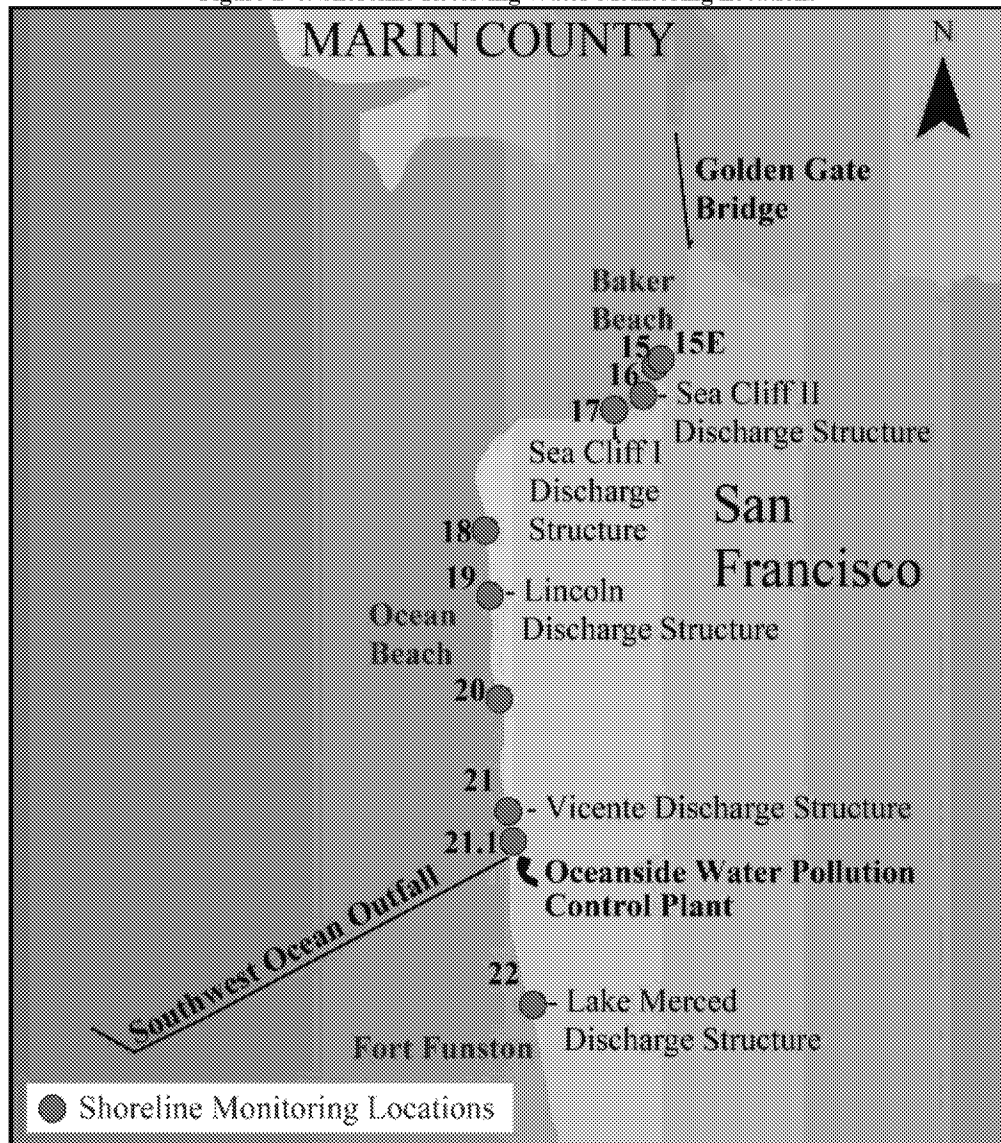 MARIN COUNTY
N
Golden Gate
Bridge
Baker
Beach
15
15E
16
- Sea Cliff II
Discharge Structure
17
Sea Cliff I
Discharge
Structure
San
Francisco
18
19
- Lincoln
Discharge Structure
Ocean
Beach
20
21
- Vicente Discharge Structure
21.1
Oceanside Water Pollution
Control Plant
Southwest Ocean Outfall
22
- Lake Merced
Discharge Structure
Fort Funston
Shoreline Monitoring Locations